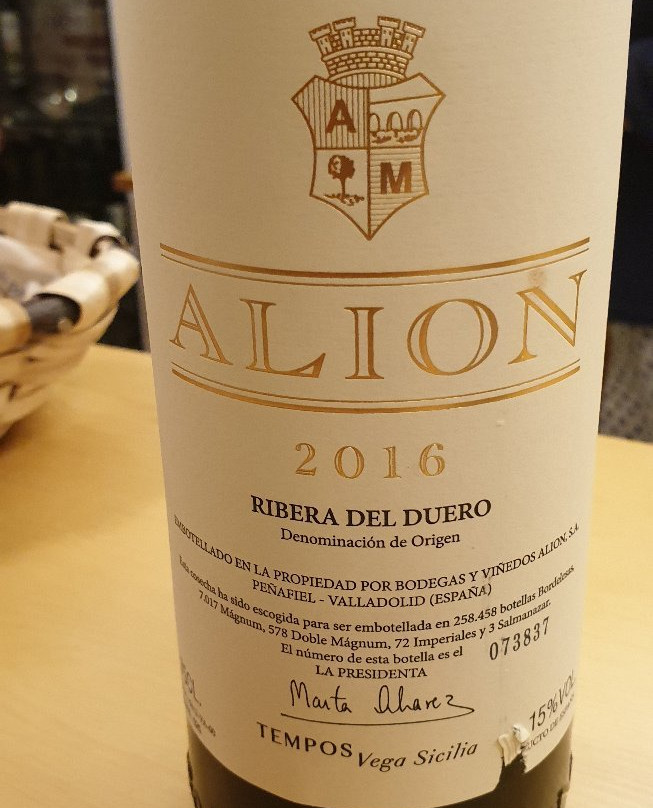 A
M
ALION
2016
RIBERA DEL DUERO
Denominación de Origen
EMBOTELLADO EN LA PROPIEDAD POR BODEGAS Y VIÑEDOS ALION, S.A.
PEÑAFIEL - VALLADOLID (ESPAÑA)
Esta cosecha ha sido escogida para ser embotellada en 258.458 botellas Bordelesas,
7.017 Mágnum, 578 Doble Mágnum, 72 Imperiales y 3 Salmanazar.
El número de esta botella es el 073837
LA PRESIDENTA
Marta Alvarez
15% VOL
TEMPOS Vega Sicilia